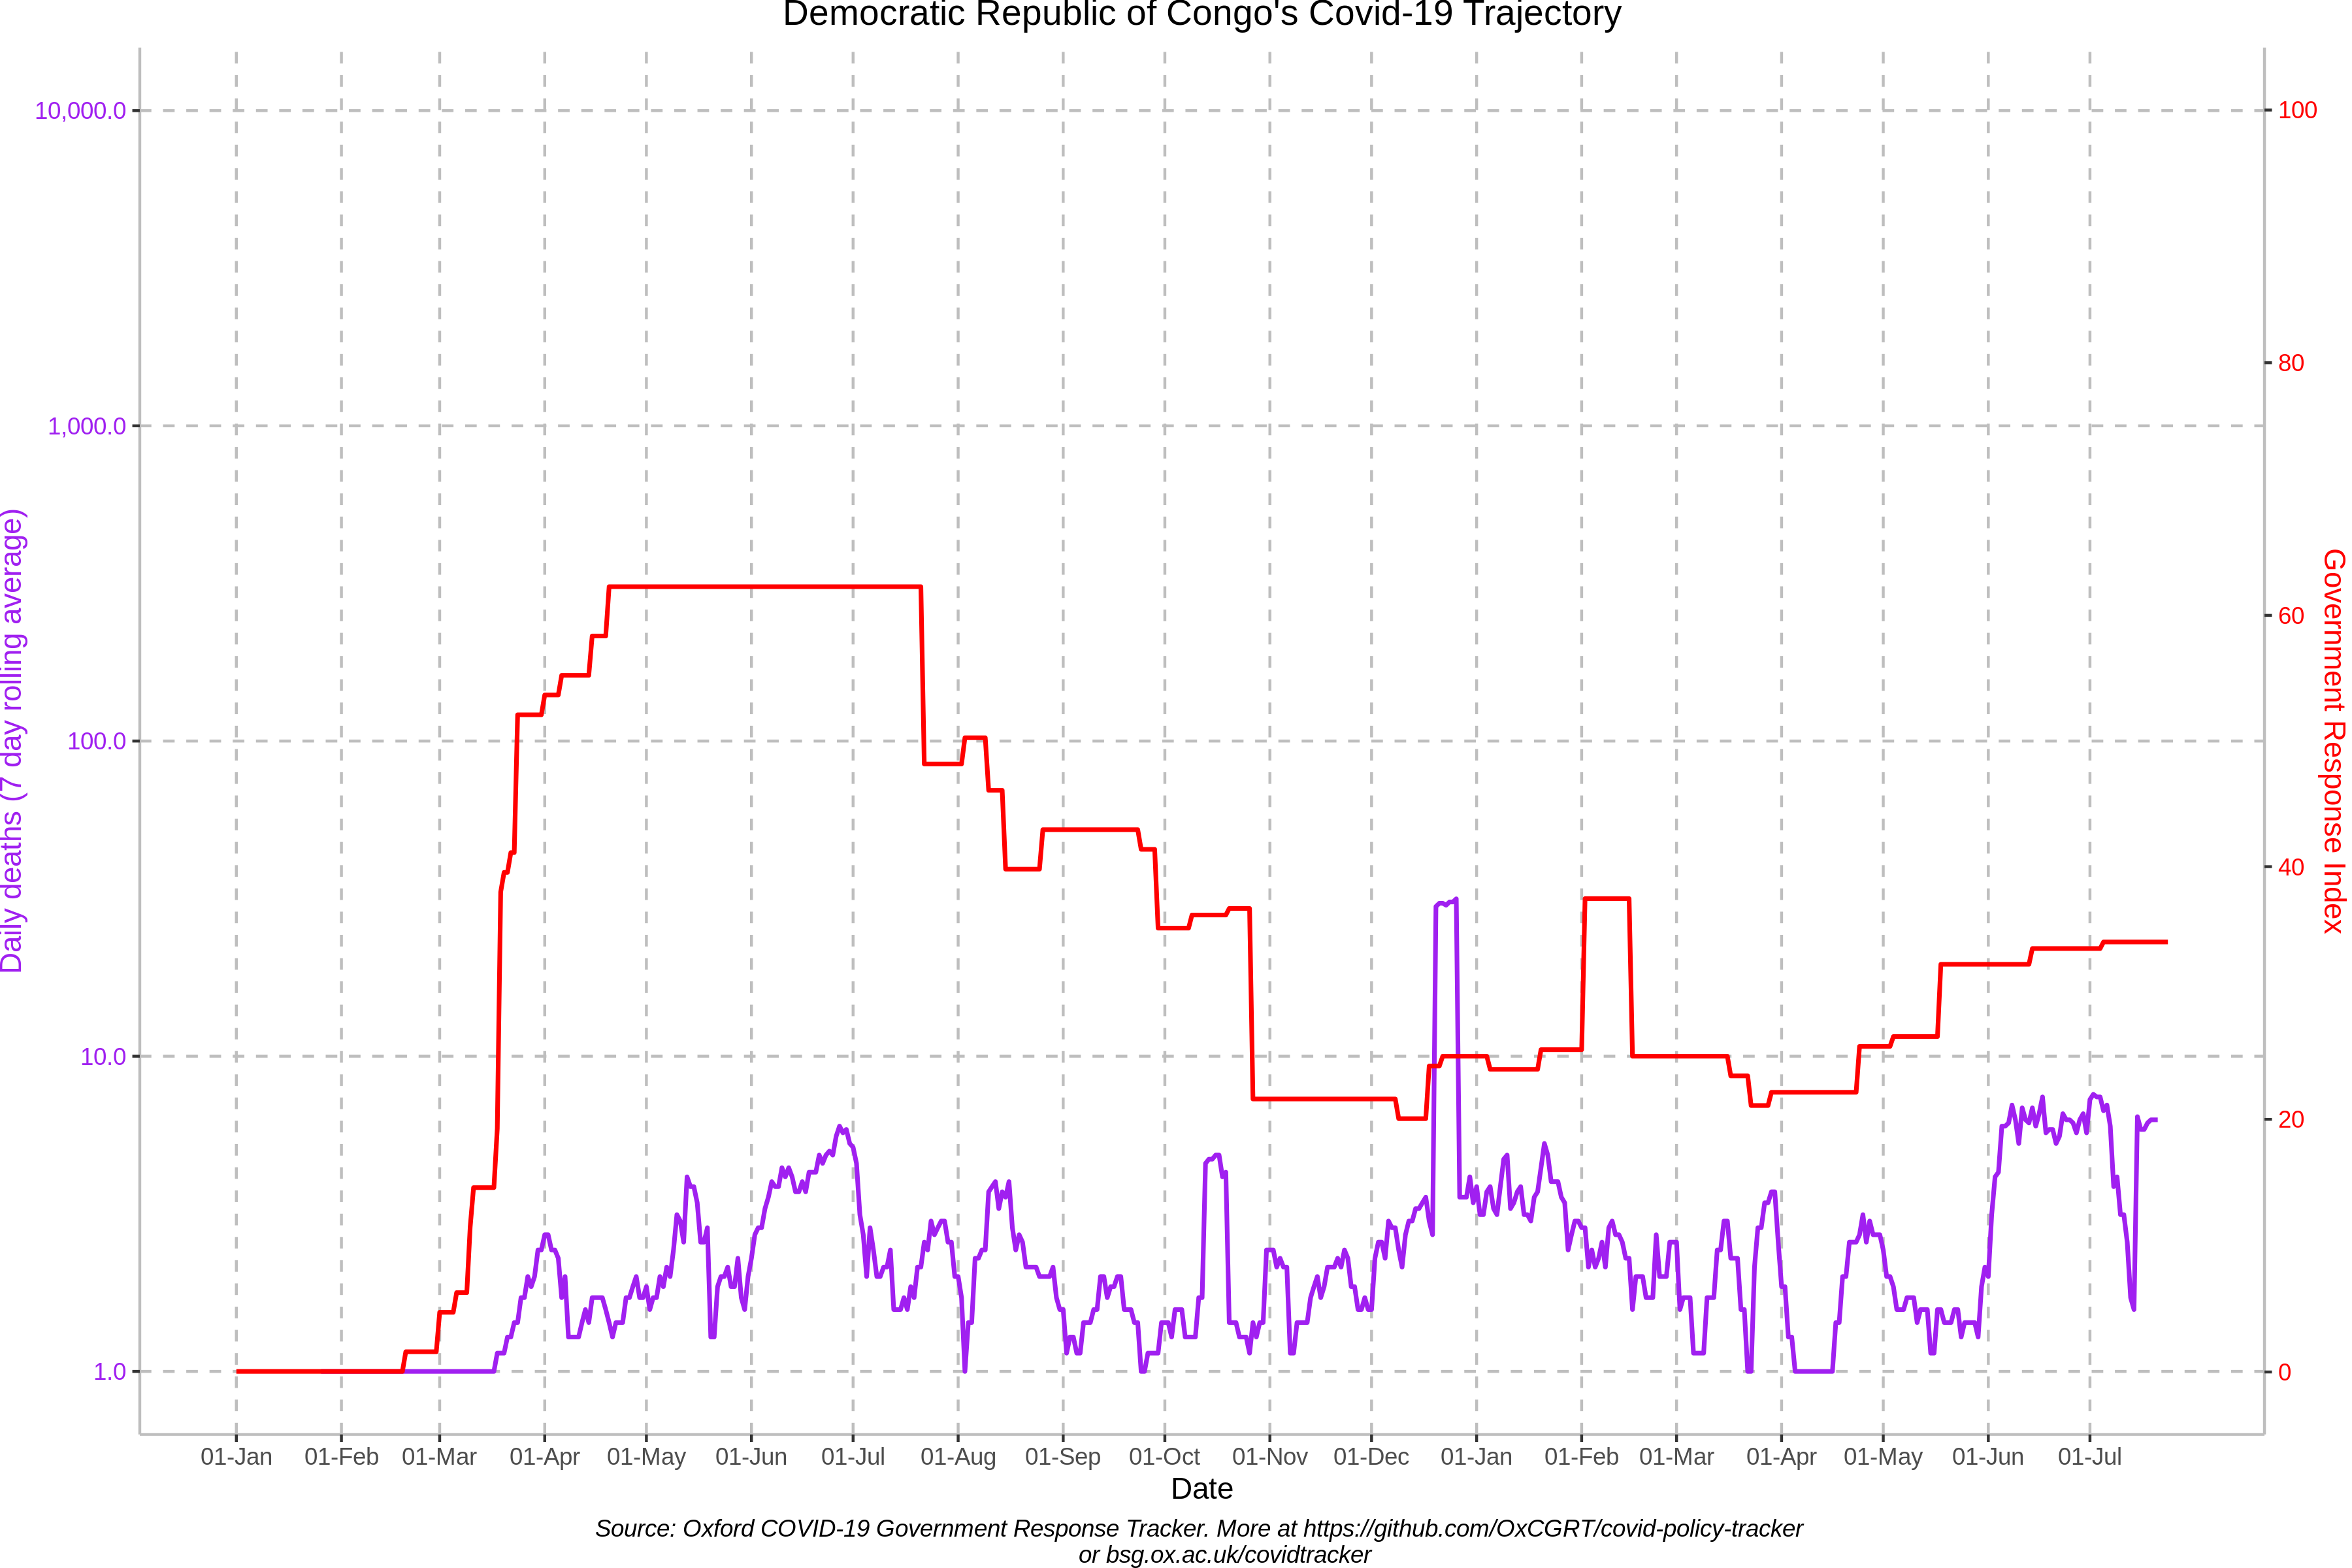 Democratic Republic of Congo's Covid-19 Trajectory
10,000.0
1,000.0
100.0
10.0
1.0
Daily deaths (7 day rolling average)
100
80
60
40
20
0
Government Response Index
01-Jan 01-Feb 01-Mar 01-Apr 01-May 01-Jun 01-Jul 01-Aug 01-Sep 01-Oct 01-Nov 01-Dec 01-Jan 01-Feb 01-Mar 01-Apr 01-May 01-Jun 01-Jul
Date
Source: Oxford COVID-19 Government Response Tracker. More at https://github.com/OxCGRT/covid-policy-tracker
or bsg.ox.ac.uk/covidtracker